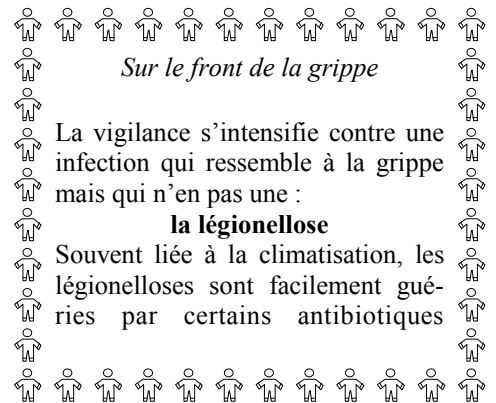 Sur le front de la grippe
La vigilance s’intensifie contre une
infection qui ressemble à la grippe
mais qui n’en pas une :
la légionellose
Souvent liée à la climatisation, les
légionelloses sont facilement gué-
ries par certains antibiotiques